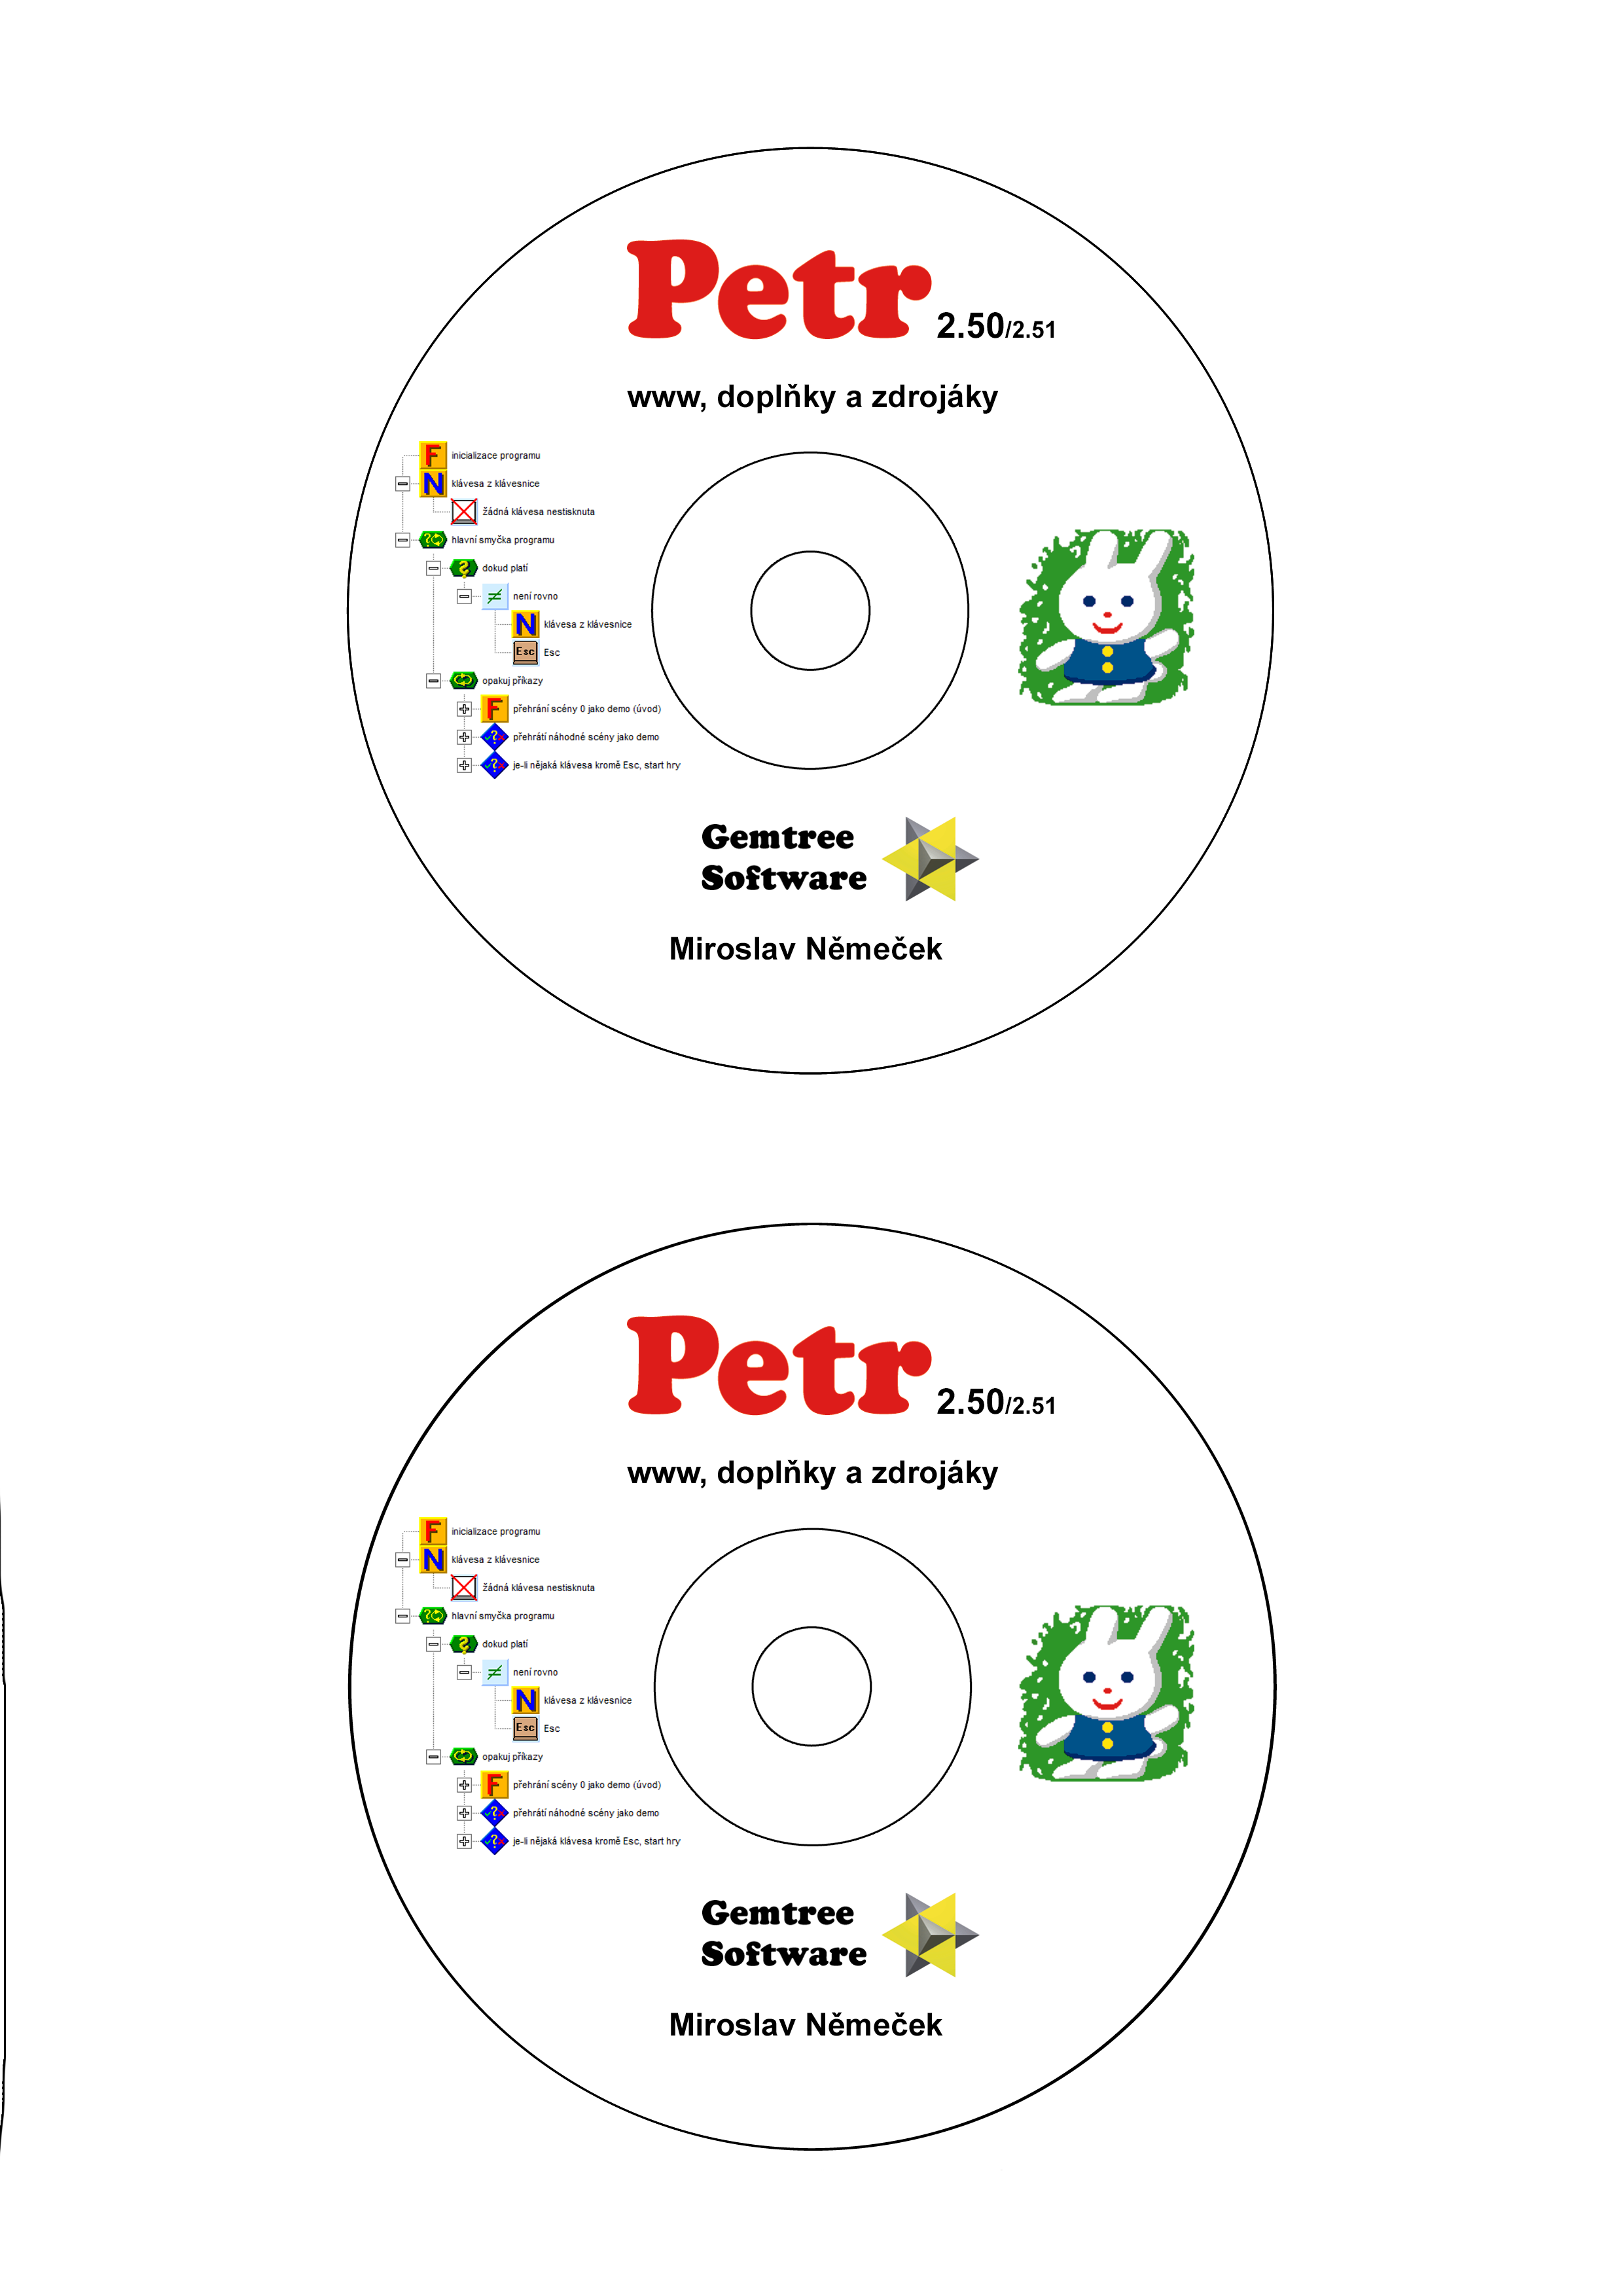 Petr 2.50/2.51
www, doplňky a zdrojáky
F inicializace programu
N klávesa z klávesnice
žádná klávesa nestisknuta
hlavní smyčka programu
dokud platí
není rovno
N klávesa z klávesnice
Esc Esc
opakuj příkazy
F přehrání scény 0 jako demo (úvod)
přehrátí náhodné scény jako demo
je-li nějaká klávesa kromě Esc, start hry
Gemtree
Software
Miroslav Němeček
Petr 2.50/2.51
www, doplňky a zdrojáky
F inicializace programu
N klávesa z klávesnice
žádná klávesa nestisknuta
hlavní smyčka programu
dokud platí
není rovno
N klávesa z klávesnice
Esc Esc
opakuj příkazy
F přehrání scény 0 jako demo (úvod)
přehrátí náhodné scény jako demo
je-li nějaká klávesa kromě Esc, start hry
Gemtree
Software
Miroslav Němeček